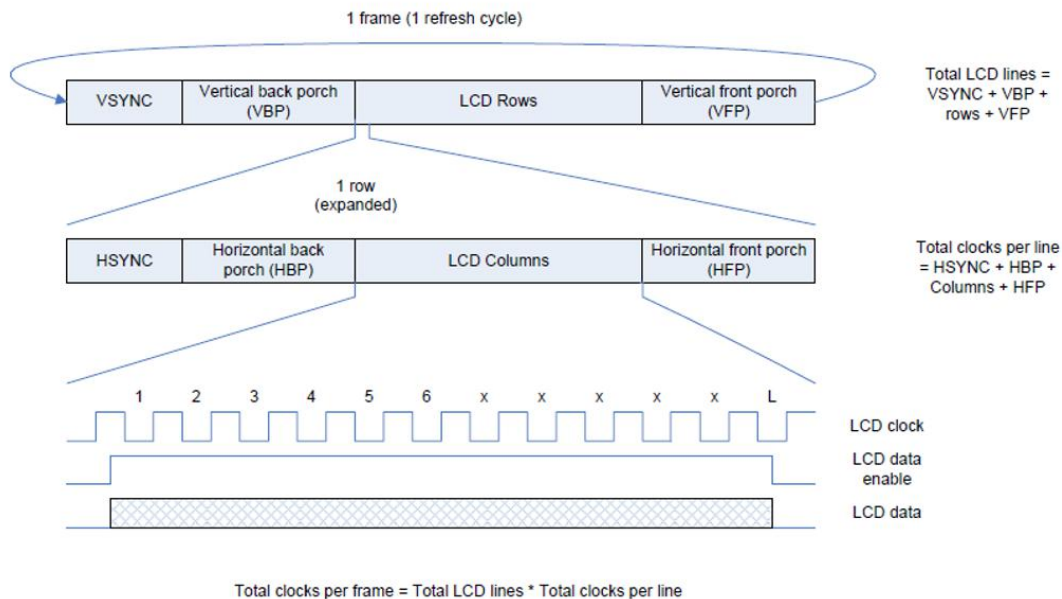 1 frame (1 refresh cycle)
VSYNC
Vertical back porch
(VBP)
LCD Rows
Vertical front porch
(VFP)
Total LCD lines =
VSYNC + VBP +
rows + VFP
1 row
(expanded)
HSYNC
Horizontal back
porch (HBP)
LCD Columns
Horizontal front porch
(HFP)
Total clocks per line
= HSYNC + HBP +
Columns + HFP
1 2 3 4 5 6 x x x x x L
LCD clock
LCD data
enable
LCD data
Total clocks per frame = Total LCD lines * Total clocks per line